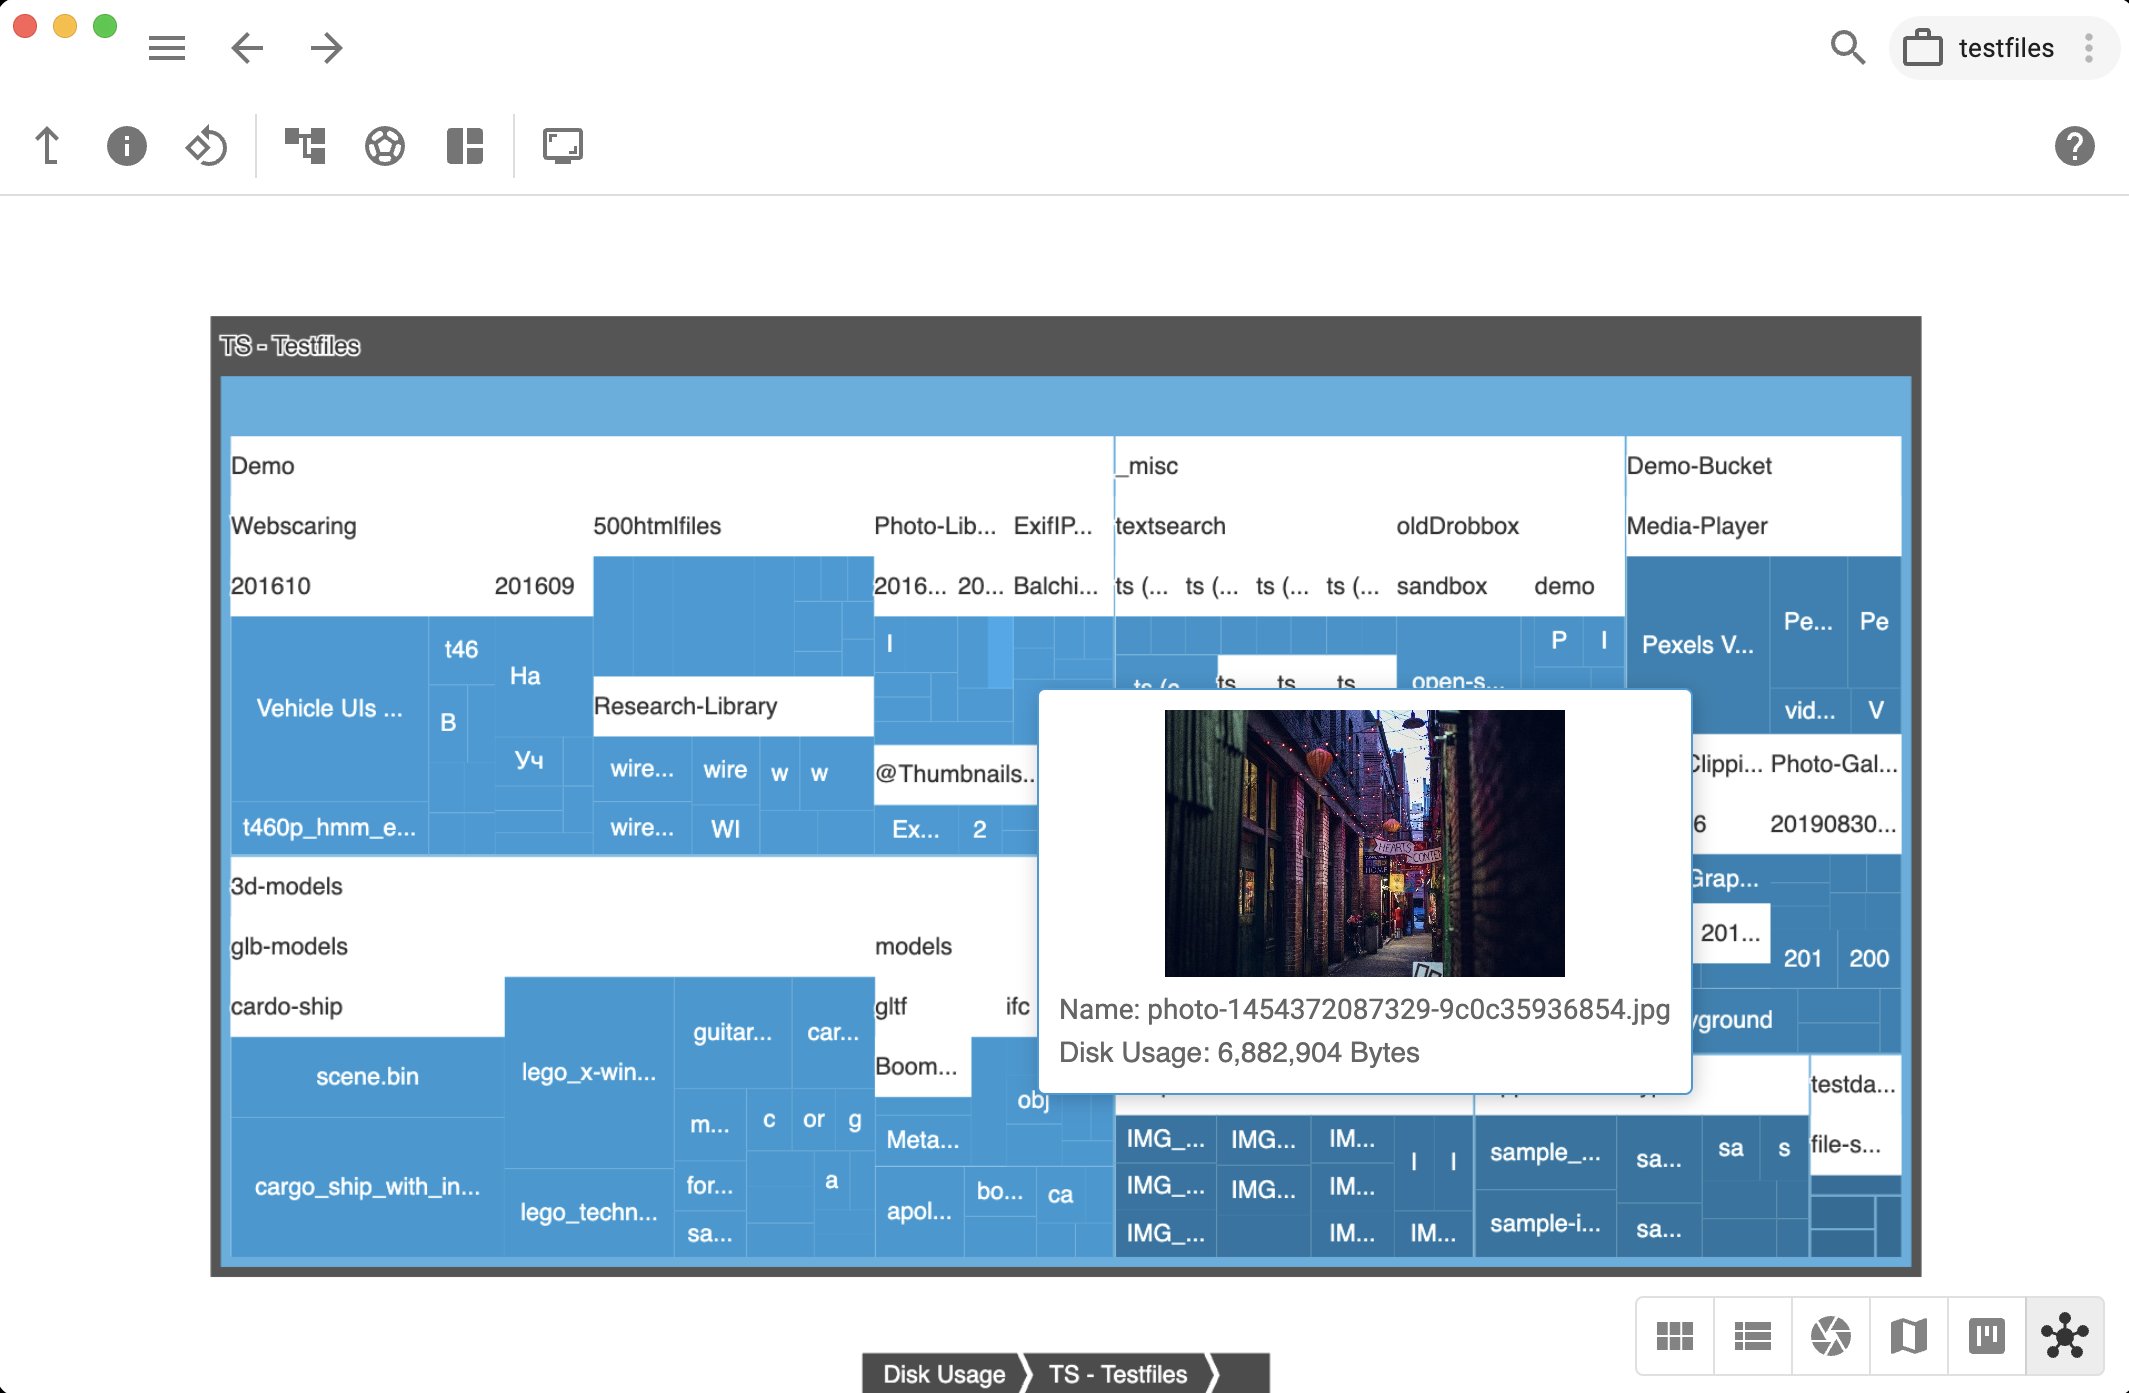 testfiles
TS - Testfiles
Demo
_misc
Demo-Bucket
Webscaring
500htmlfiles
Photo-Lib...
ExifIP...
textsearch
oldDrobbox
Media-Player
201610
201609
2016...
20...
Balchi...
ts (...
ts (...
ts (...
ts (...
sandbox
demo
Vehicle UIs ...
t46
Ha
B
Уч
t460p_hmm_e...
I
P
I
Pexels V...
Pe...
Pe
vid...
V
ts
ts
ts
open-s...
Research-Library
wire...
wire
w
w
wire...
WI
@Thumbnails...
Ex...
2
Clippi...
Photo-Gal...
6
20190830...
Grap...
201...
201
200
yground
HEARTS
CONTENT
Name: photo-1454372087329-9c0c35936854.jpg
Disk Usage: 6,882,904 Bytes
3d-models
glb-models
models
cardo-ship
gltf
ifc
scene.bin
lego_x-win...
guitar...
car...
Boom...
obj
m...
c
or
g
Meta...
cargo_ship_with_in...
lego_techn...
for...
a
sa...
apol...
bo...
ca
IMG_...
IMG...
IM...
I
I
IMG_...
IMG...
IM...
IMG_...
IM...
IM...
sample_...
sa...
sa
s
sample-i...
sa...
testda...
file-s...
Disk Usage
TS - Testfiles